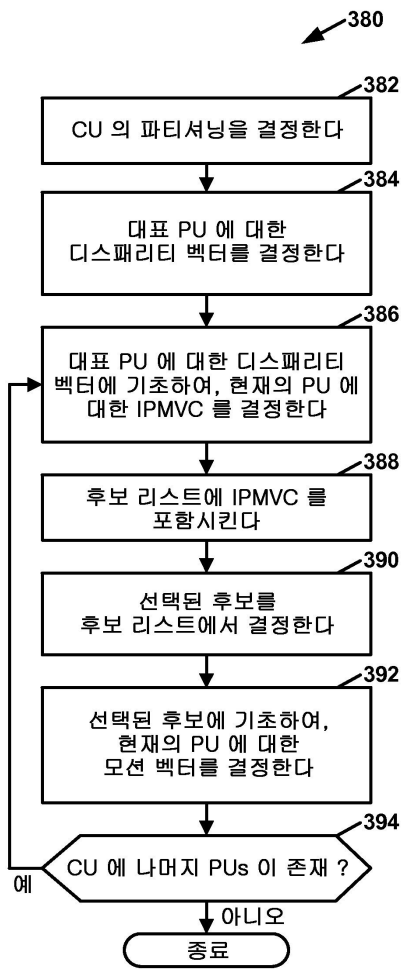 380
382
CU 의 파티셔닝을 결정한다
384
대표 PU 에 대한
디스패리티 벡터를 결정한다
386
대표 PU 에 대한 디스패리티
벡터에 기초하여, 현재의 PU 에
대한 IPMVC 를 결정한다
388
후보 리스트에 IPMVC 를
포함시킨다
390
선택된 후보를
후보 리스트에서 결정한다
392
선택된 후보에 기초하여,
현재의 PU 에 대한
모션 벡터를 결정한다
394
CU 에 나머지 PUs 이 존재 ?
예
아니오
종료